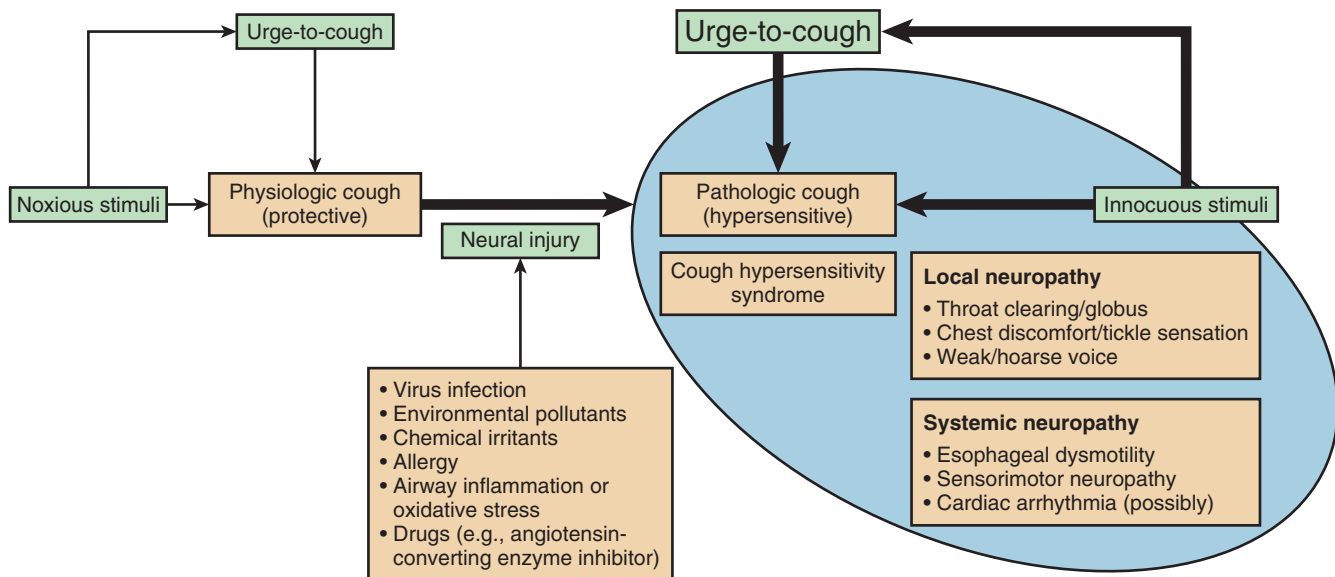 Urge-to-cough
Noxious stimuli
Physiologic cough
(protective)
Neural injury
• Virus infection
• Environmental pollutants
• Chemical irritants
• Allergy
• Airway inflammation or
oxidative stress
• Drugs (e.g., angiotensin-
converting enzyme inhibitor)
Urge-to-cough
Pathologic cough
(hypersensitive)
Innocuous stimuli
Cough hypersensitivity
syndrome
Local neuropathy
• Throat clearing/globus
• Chest discomfort/tickle sensation
• Weak/hoarse voice
Systemic neuropathy
• Esophageal dysmotility
• Sensorimotor neuropathy
• Cardiac arrhythmia (possibly)